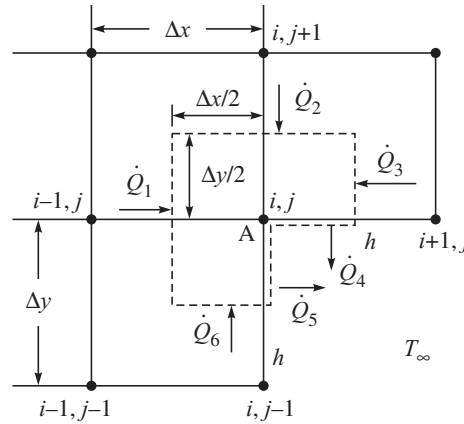 Δx
i, j+1
Δx/2
Q̇2
Q̇1
Δy/2
Q̇3
i–1, j
i, j
A
h
i+1, j
Q̇4
Δy
Q̇5
Q̇6
h
T∞
i–1, j–1
i, j–1